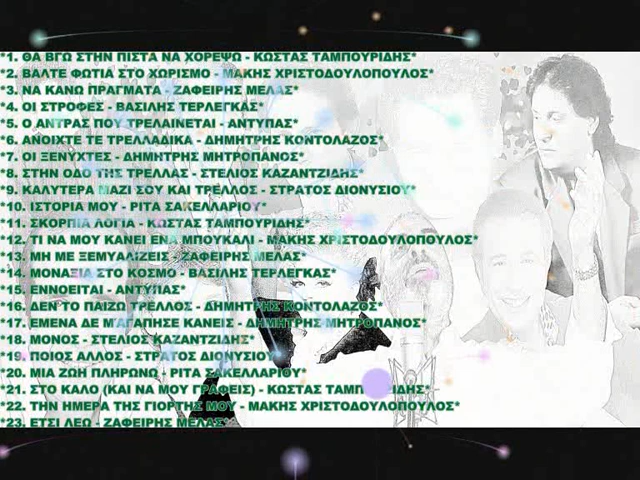 *1. ΘΑ ΒΓΩ ΣΤΗΝ ΠΙΣΤΑ ΝΑ ΧΟΡΕΨΩ - ΚΩΣΤΑΣ ΤΑΜΠΟΥΡΙΔΗΣ*
*2. ΒΑΛΤΕ ΦΩΤΙΑ ΣΤΟ ΧΩΡΙΣΜΟ - ΜΑΚΗΣ ΧΡΙΣΤΟΔΟΥΛΟΠΟΥΛΟΣ*
*3. ΝΑ ΚΑΝΩ ΠΡΑΓΜΑΤΑ - ΖΑΦΕΙΡΗΣ ΜΕΛΑΣ*
*4. ΟΙ ΣΤΡΟΦΕΣ - ΒΑΣΙΛΗΣ ΤΕΡΛΕΓΚΑΣ*
*5. Ο ΑΝΤΡΑΣ ΠΟΥ ΤΡΕΛΑΙΝΕΤΑΙ - ΑΝΤΥΠΑΣ*
*6. ΑΝΟΙΧΤΕ ΤΕ ΤΡΕΛΛΑΔΙΚΑ - ΔΗΜΗΤΡΗΣ ΚΟΝΤΟΛΑΖΟΣ*
*7. ΟΙ ΞΕΝΥΧΤΕΣ - ΔΗΜΗΤΡΗΣ ΜΗΤΡΟΠΑΝΟΣ*
*8. ΣΤΗΝ ΟΔΟ ΤΗΣ ΤΡΕΛΛΑΣ - ΣΤΕΛΙΟΣ ΚΑΖΑΝΤΖΙΔΗΣ*
*9. ΚΑΛΥΤΕΡΑ ΜΑΖΙ ΣΟΥ ΚΑΙ ΤΡΕΛΛΟΣ - ΣΤΡΑΤΟΣ ΔΙΟΝΥΣΙΟΥ*
*10. ΙΣΤΟΡΙΑ ΜΟΥ - ΡΙΤΑ ΣΑΚΕΛΛΑΡΙΟΥ*
*11. ΣΚΟΡΠΙΑ ΛΟΓΙΑ - ΚΩΣΤΑΣ ΤΑΜΠΟΥΡΙΔΗΣ*
*12. ΤΙ ΝΑ ΜΟΥ ΚΑΝΕΙ ΕΝΑ ΜΠΟΥΚΑΛΙ - ΜΑΚΗΣ ΧΡΙΣΤΟΔΟΥΛΟΠΟΥΛΟΣ*
*13. ΜΗ ΜΕ ΞΕΜΥΑΛΙΖΕΙΣ - ΖΑΦΕΙΡΗΣ ΜΕΛΑΣ*
*14. ΜΟΝΑΞΙΑ ΣΤΟ ΚΟΣΜΟ - ΒΑΣΙΛΗΣ ΤΕΡΛΕΓΚΑΣ*
*15. ΕΝΝΟΕΙΤΑΙ - ΑΝΤΥΠΑΣ*
*16. ΔΕΝ ΤΟ ΠΑΙΖΩ ΤΡΕΛΛΟΣ - ΔΗΜΗΤΡΗΣ ΚΟΝΤΟΛΑΖΟΣ*
*17. ΕΜΕΝΑ ΔΕ Μ'ΑΓΑΠΗΣΕ ΚΑΝΕΙΣ - ΔΗΜΗΤΡΗΣ ΜΗΤΡΟΠΑΝΟΣ*
*18. ΜΟΝΟΣ - ΣΤΕΛΙΟΣ ΚΑΖΑΝΤΖΙΔΗΣ*
*19. ΠΟΙΟΣ ΑΛΛΟΣ - ΣΤΡΑΤΟΣ ΔΙΟΝΥΣΙΟΥ*
*20. ΜΙΑ ΖΩΗ ΠΛΗΡΩΝΩ - ΡΙΤΑ ΣΑΚΕΛΛΑΡΙΟΥ*
*21. ΣΤΟ ΚΑΛΟ (ΚΑΙ ΝΑ ΜΟΥ ΓΡΑΦΕΙΣ) - ΚΩΣΤΑΣ ΤΑΜΠΟΥΡΙΔΗΣ*
*22. ΤΗΝ ΗΜΕΡΑ ΤΗΣ ΓΙΟΡΤΗΣ ΜΟΥ - ΜΑΚΗΣ ΧΡΙΣΤΟΔΟΥΛΟΠΟΥΛΟΣ*
*23. ΕΤΣΙ ΛΕΩ - ΖΑΦΕΙΡΗΣ ΜΕΛΑΣ*